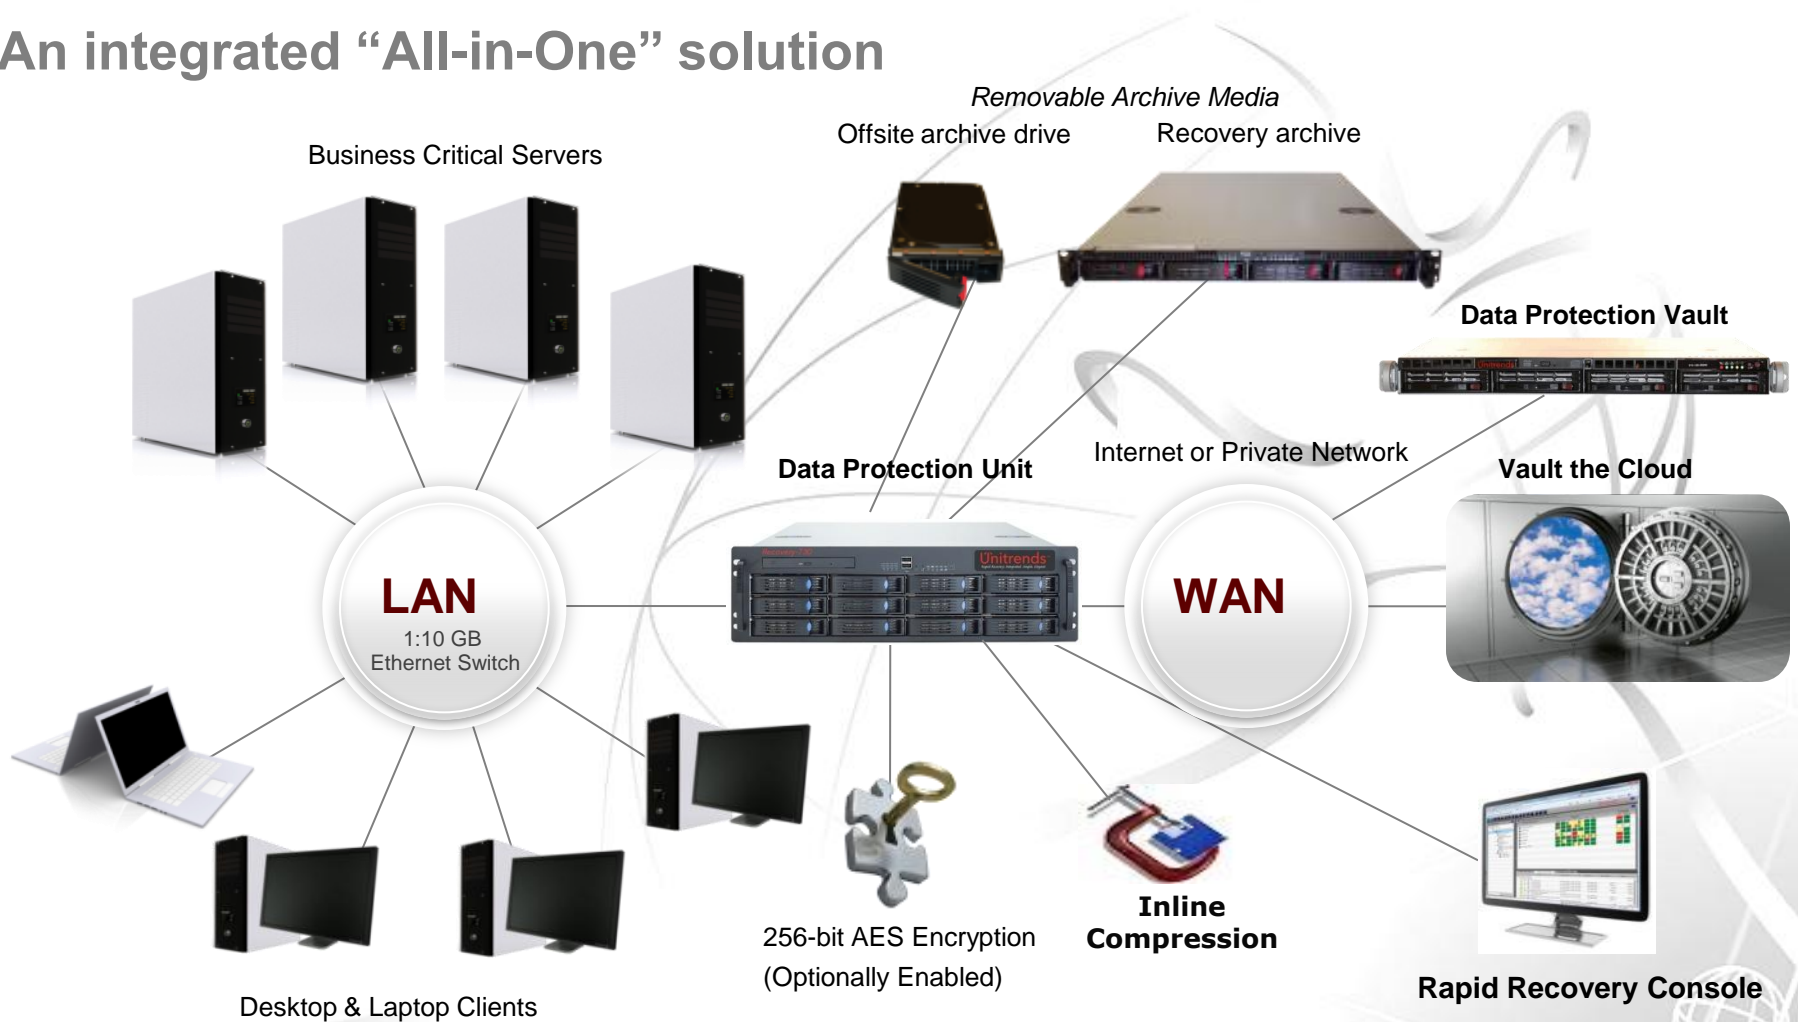 An integrated “All-in-One” solution
Removable Archive Media
Offsite archive drive
Recovery archive
Business Critical Servers
Data Protection Vault
Unitrends
Internet or Private Network
Data Protection Unit
Vault the Cloud
Unitrends
LAN
1:10 GB
Ethernet Switch
WAN
Inline
Compression
256-bit AES Encryption
(Optionally Enabled)
Rapid Recovery Console
Desktop & Laptop Clients